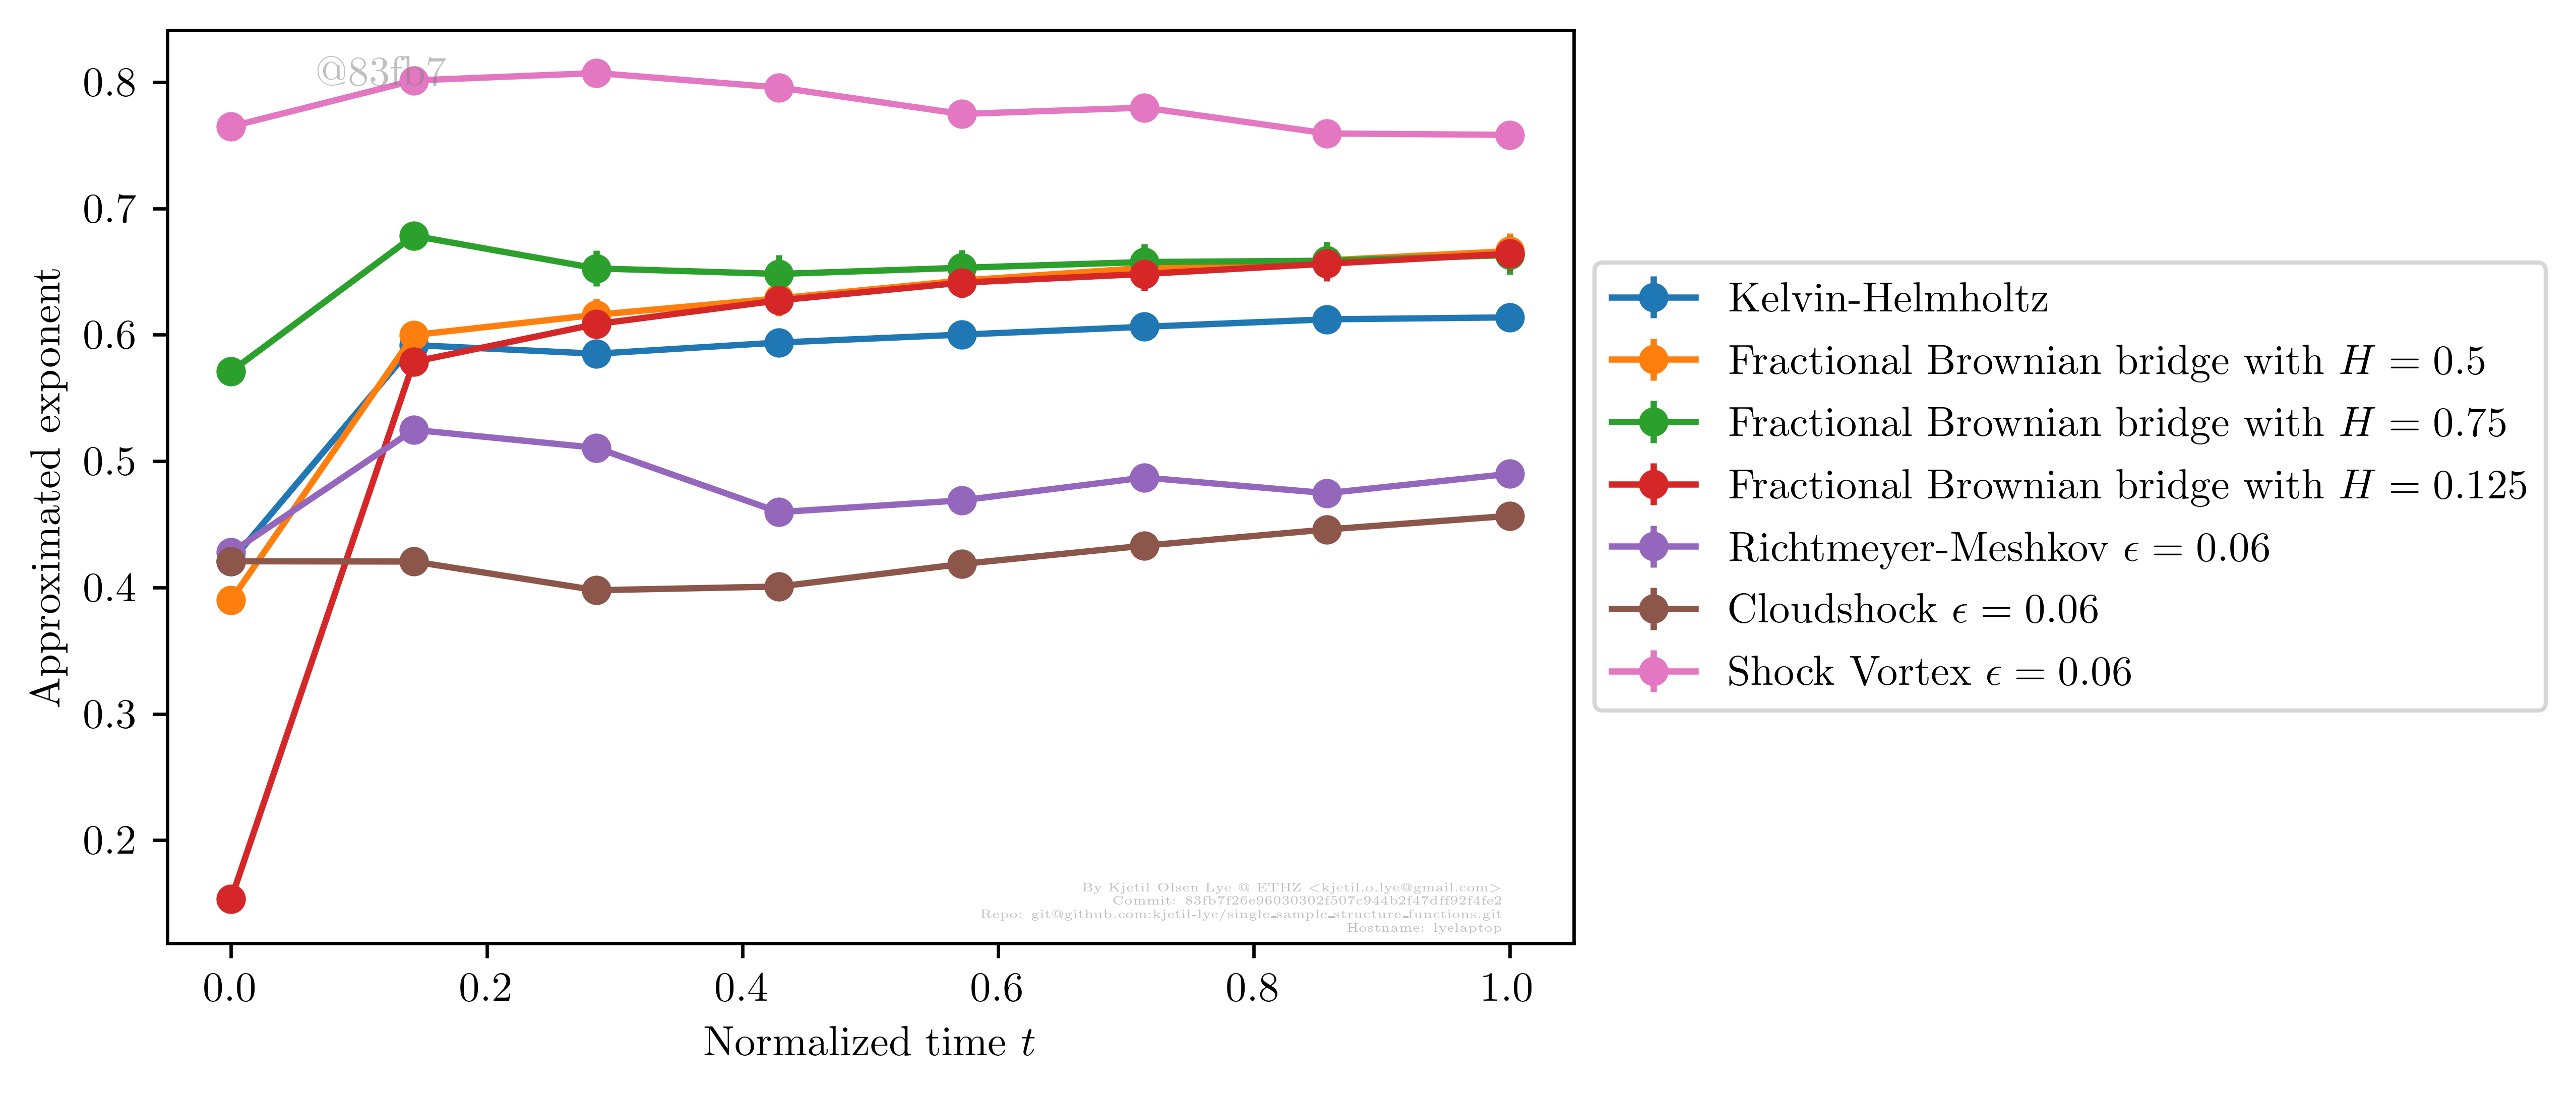 @83fb7
0.8
0.7
0.6
0.5
0.4
0.3
0.2
Approximated exponent
0.0 0.2 0.4 0.6 0.8 1.0
Normalized time t
Kelvin-Helmholtz
Fractional Brownian bridge with H = 0.5
Fractional Brownian bridge with H = 0.75
Fractional Brownian bridge with H = 0.125
Richtmeyer-Meshkov ϵ = 0.06
Cloudshock ϵ = 0.06
Shock Vortex ϵ = 0.06
By Kjetil Olsen Lye @ ETHZ <kjetil.o.lye@gmail.com>
Commit: 83fb7f26e96030302f507c944b2f47dff92f4fe2
Repo: git@github.com:kjetil-lye/single_sample_structure_functions.git
Hostname: lyelaptop